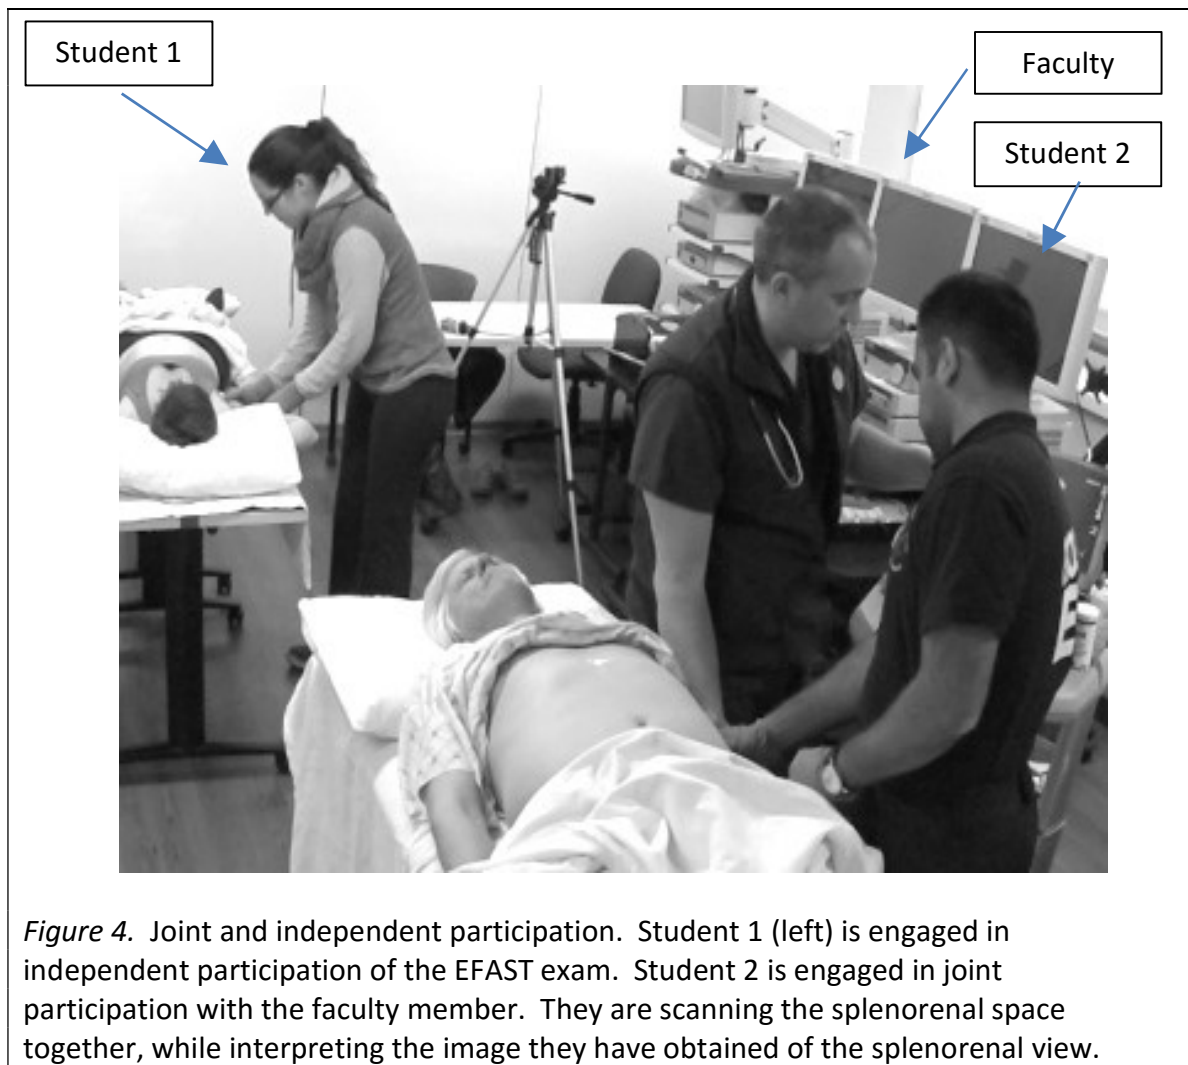 Student 1
Faculty
Student 2
Figure 4.  Joint and independent participation.  Student 1 (left) is engaged in
independent participation of the EFAST exam.  Student 2 is engaged in joint
participation with the faculty member.  They are scanning the splenorenal space
together, while interpreting the image they have obtained of the splenorenal view.